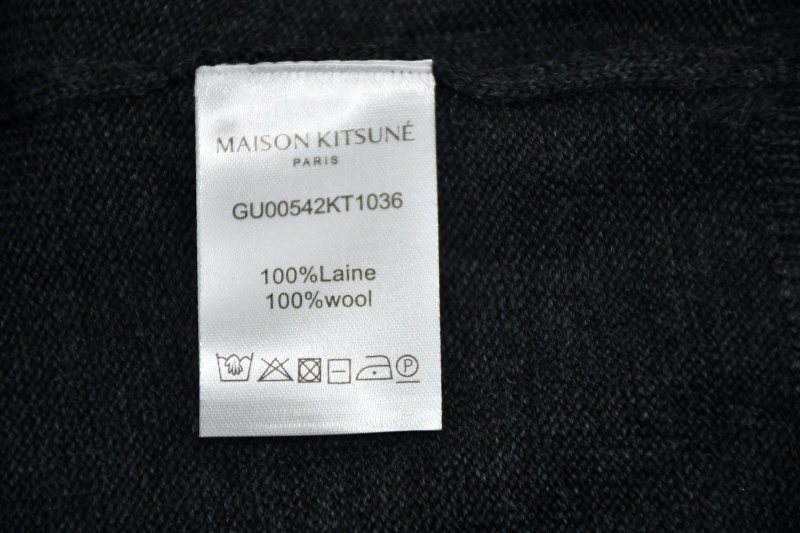 MAISON KITSUNÉ
PARIS
GU00542KT1036
100%Laine
100%wool
P